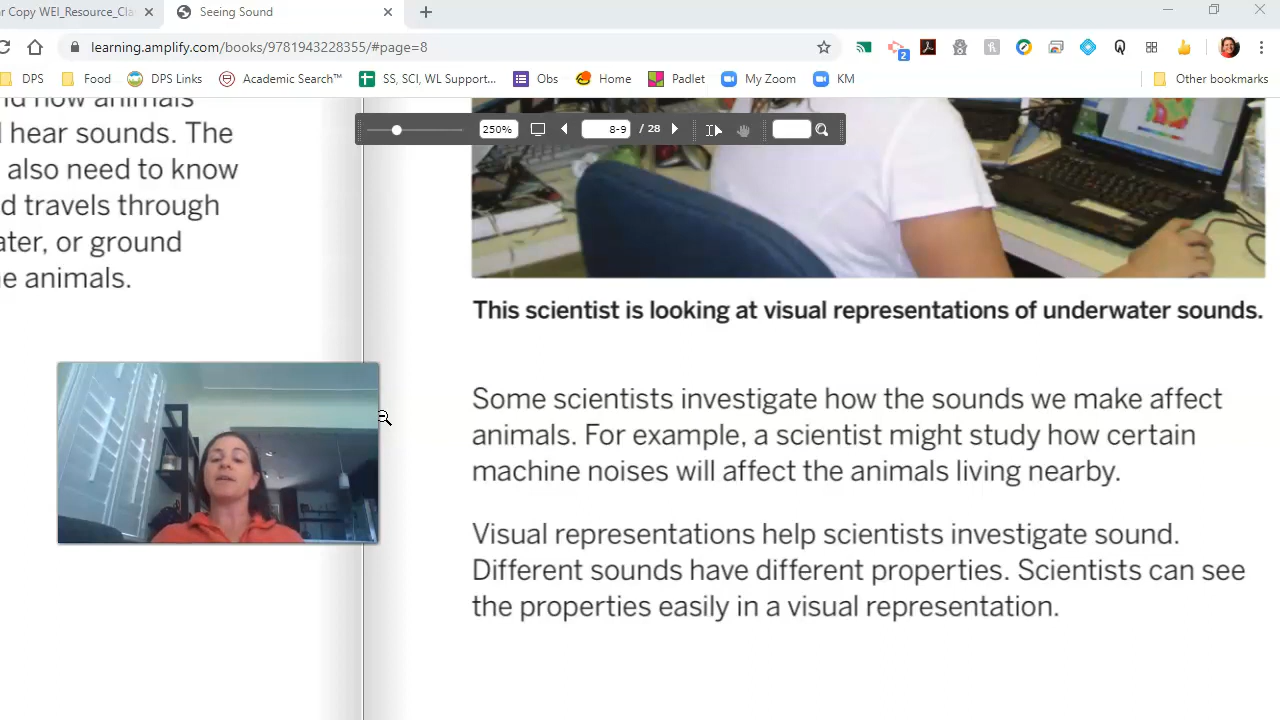 r Copy WEI_Resource_Cla
Seeing Sound
learning.amplify.com/books/9781943228355/#page=8
2
DPS
Food
DPS Links
Academic Search™
SS, SCI, WL Support...
Obs
Home
Padlet
My Zoom
KM
Other bookmarks
250%
8-9 / 28
nd how animals
l hear sounds. The
also need to know
d travels through
ater, or ground
e animals.
This scientist is looking at visual representations of underwater sounds.
Some scientists investigate how the sounds we make affect
animals. For example, a scientist might study how certain
machine noises will affect the animals living nearby.
Visual representations help scientists investigate sound.
Different sounds have different properties. Scientists can see
the properties easily in a visual representation.